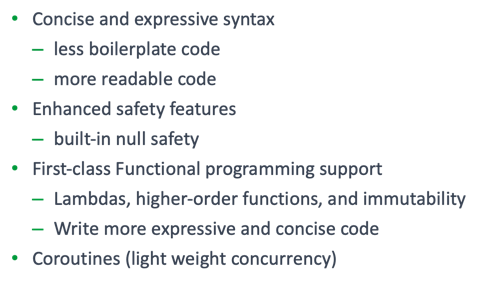 • Concise and expressive syntax
– less boilerplate code
– more readable code
• Enhanced safety features
– built-in null safety
• First-class Functional programming support
– Lambdas, higher-order functions, and immutability
– Write more expressive and concise code
• Coroutines (light weight concurrency)